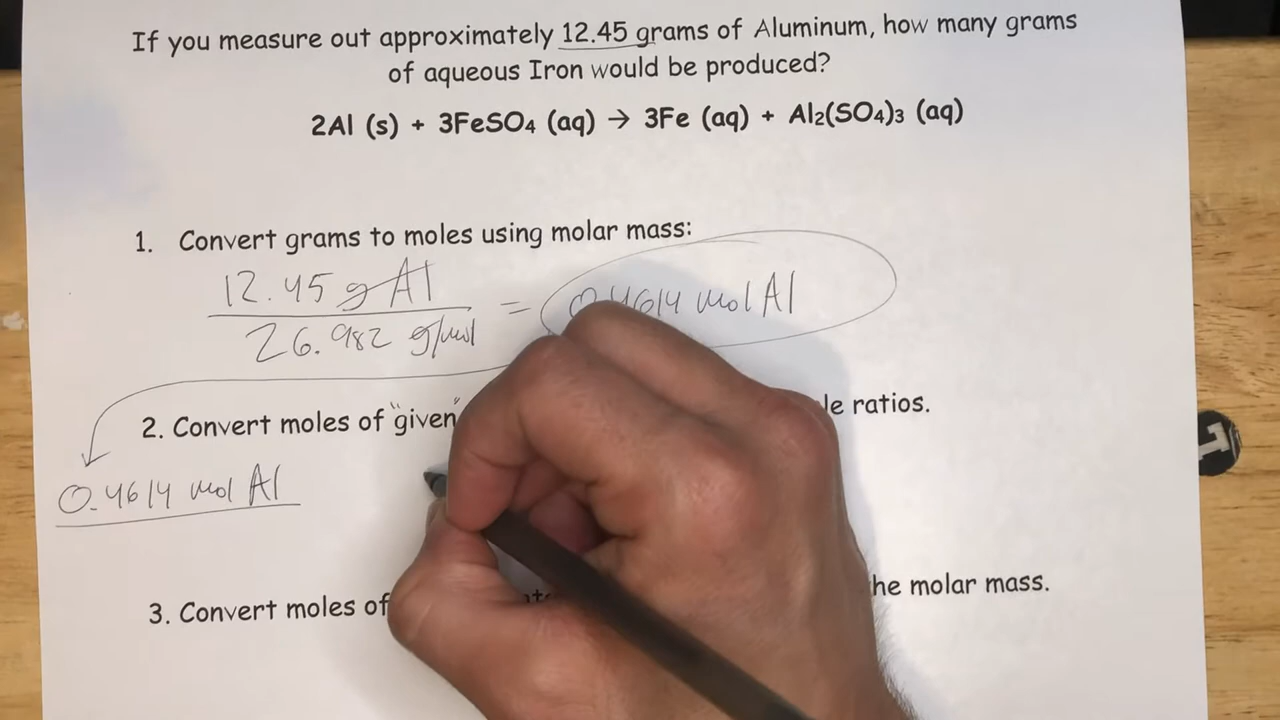 If you measure out approximately 12.45 grams of Aluminum, how many grams
of aqueous Iron would be produced?
2Al (s) + 3FeSO4 (aq) → 3Fe (aq) + Al2(SO4)3 (aq)
1. Convert grams to moles using molar mass:
12.45 g Al
26.982 g/mol
= 0.4614 mol Al
2. Convert moles of "given" ratios.
0.4614 mol Al
3. Convert moles of the molar mass.